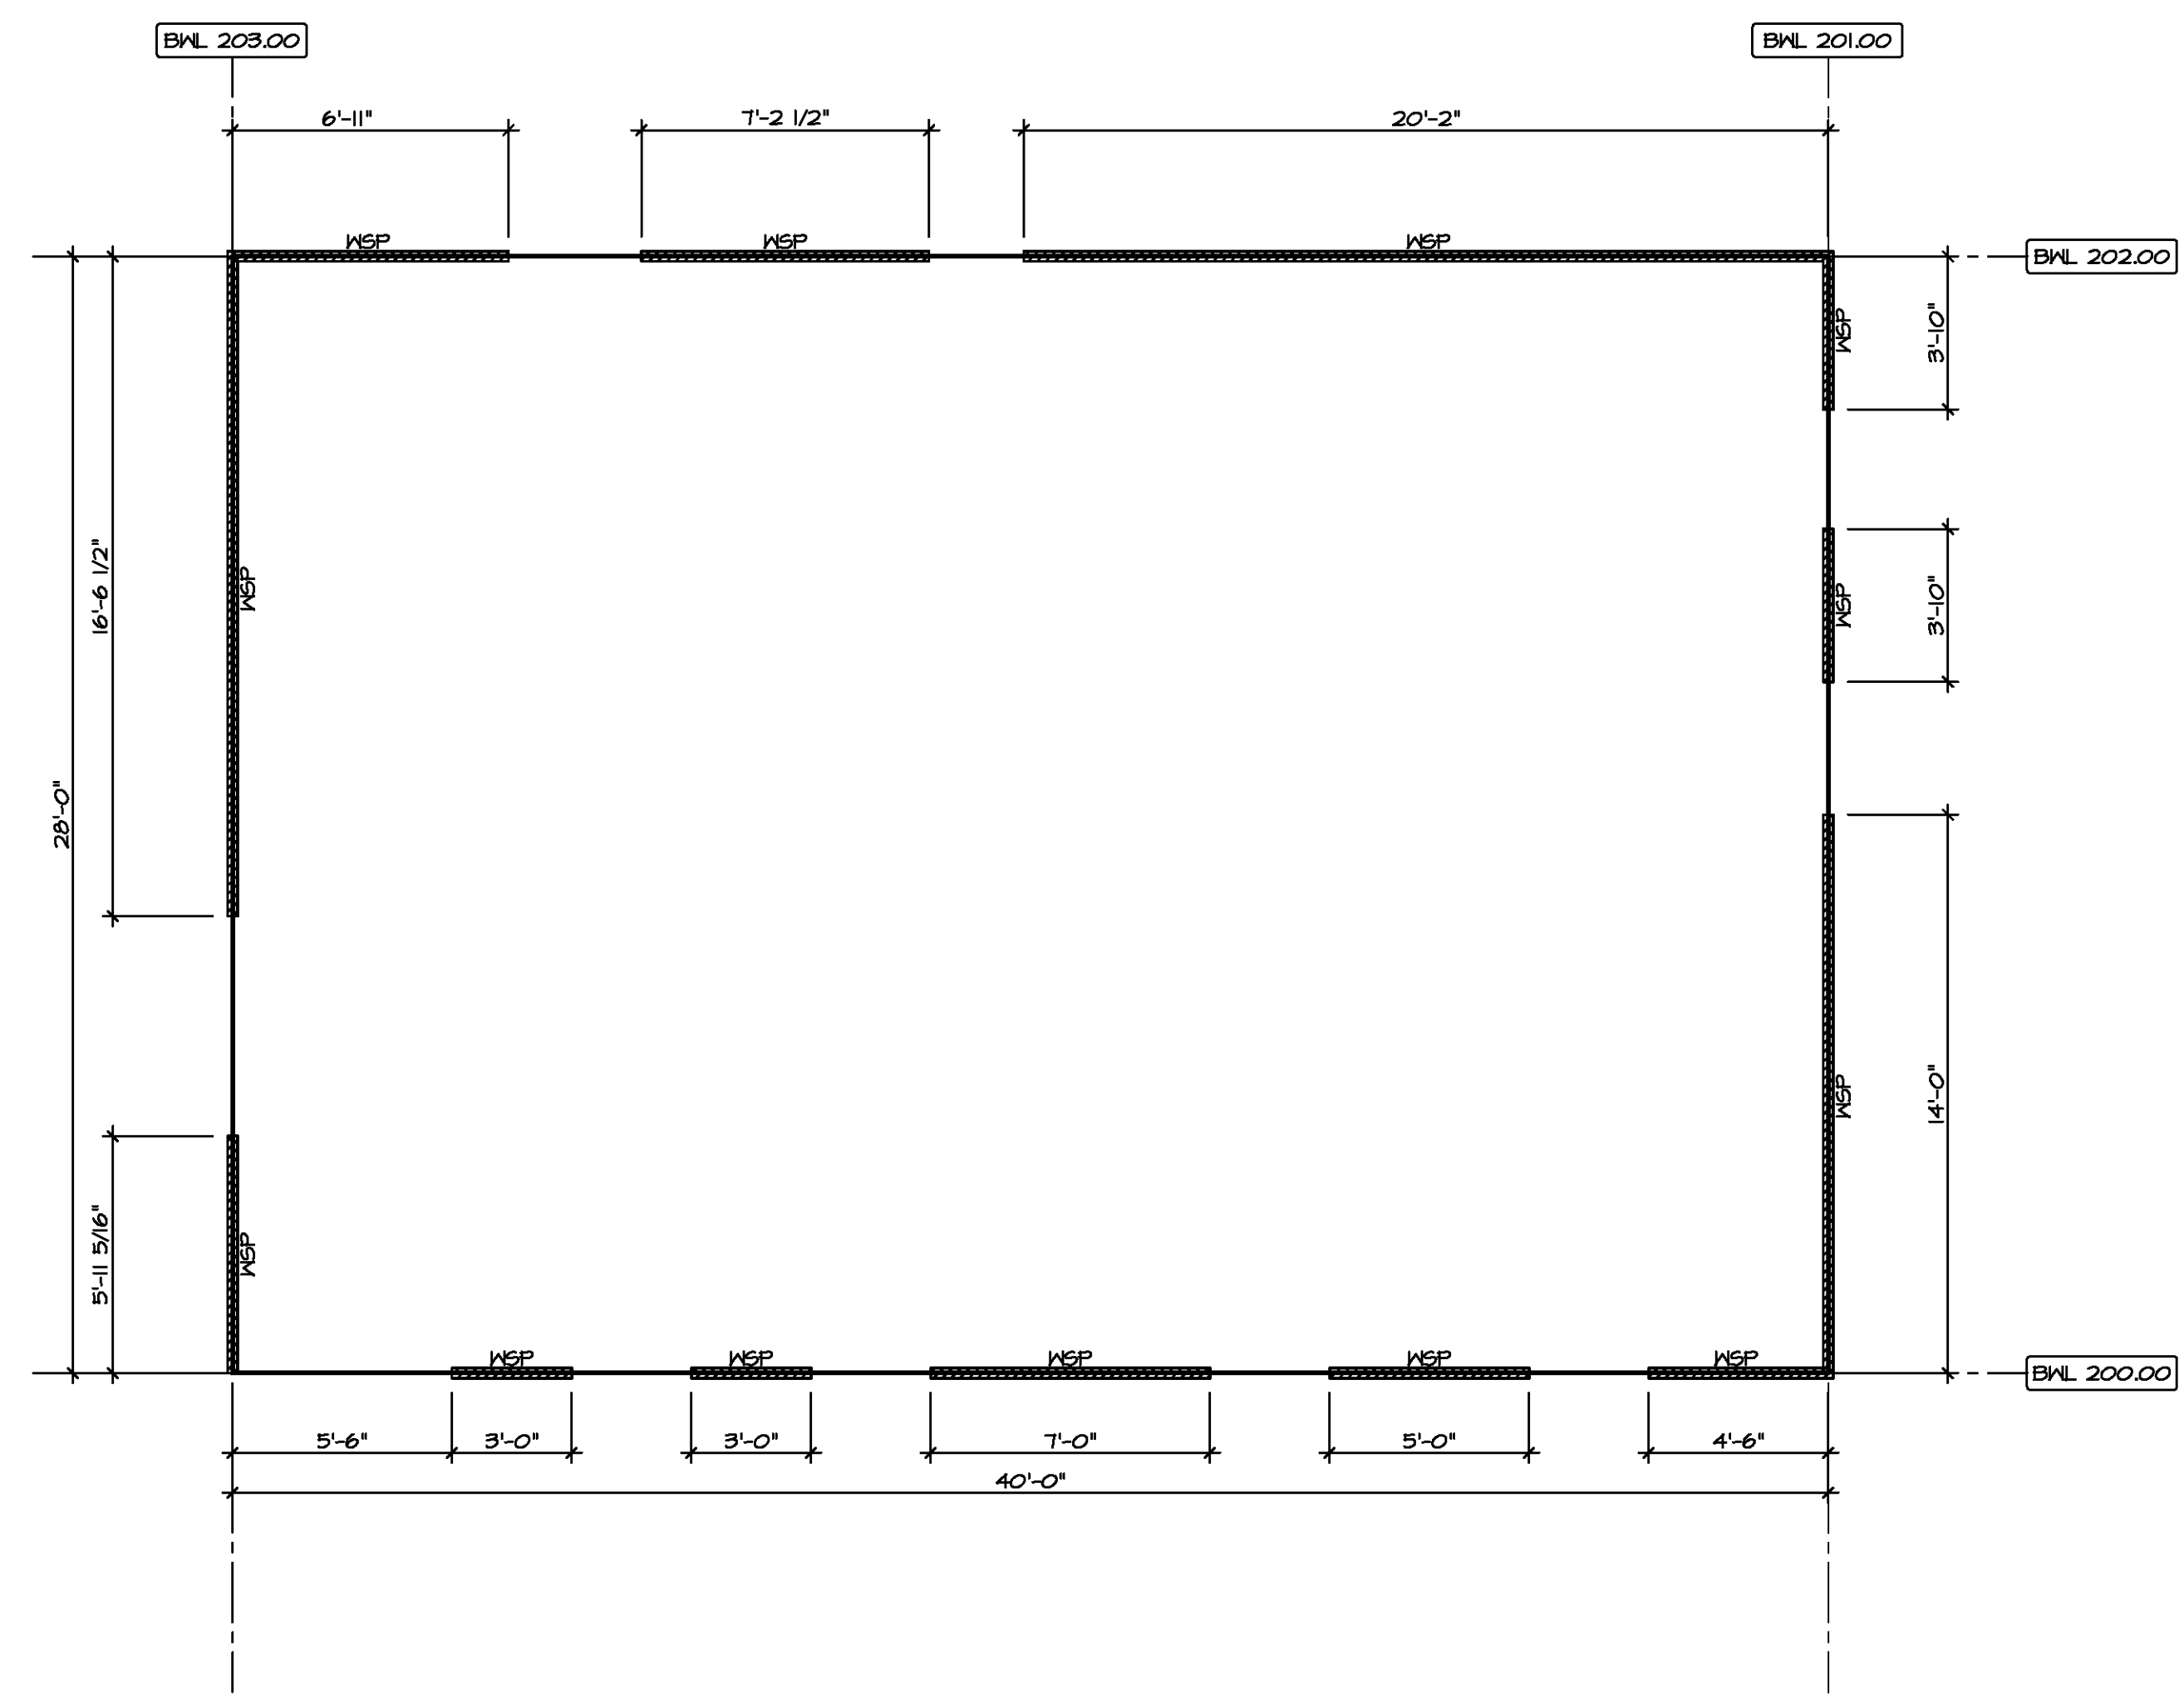 BWL 203.00
BWL 201.00
6'-11"
7'-2 1/2"
20'-2"
WSP
WSP
WSP
BWL 202.00
WSP
3'-10"
16'-6 1/2"
WSP
WSP
3'-10"
28'-0"
WSP
14'-0"
5'-11 5/16"
WSP
WSP
WSP
WSP
WSP
WSP
BWL 200.00
5'-6"
3'-0"
3'-0"
7'-0"
5'-0"
4'-6"
40'-0"